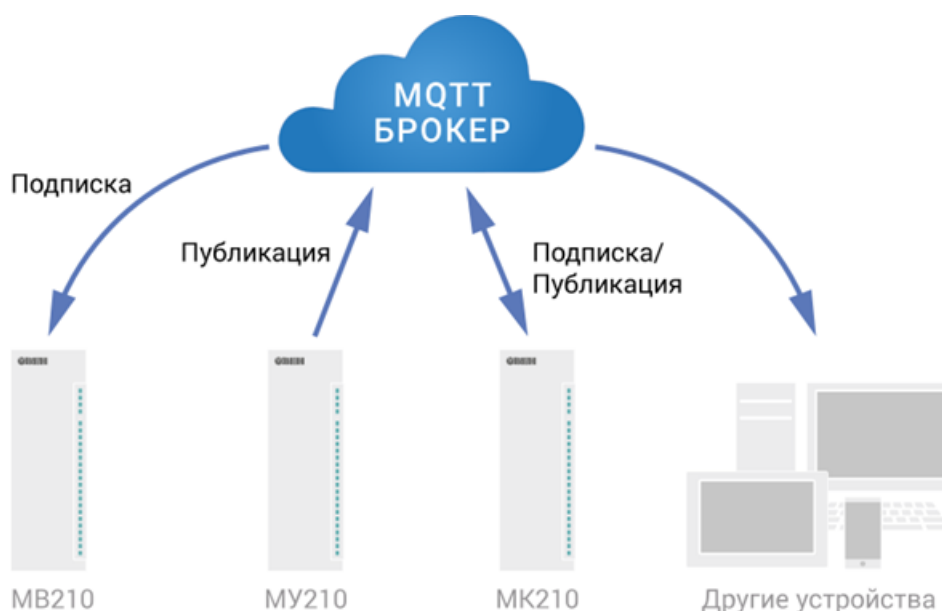 MQTT
БРОКЕР
Подписка
Публикация
Подписка/
Публикация
МВ210
МУ210
МК210
Другие устройства